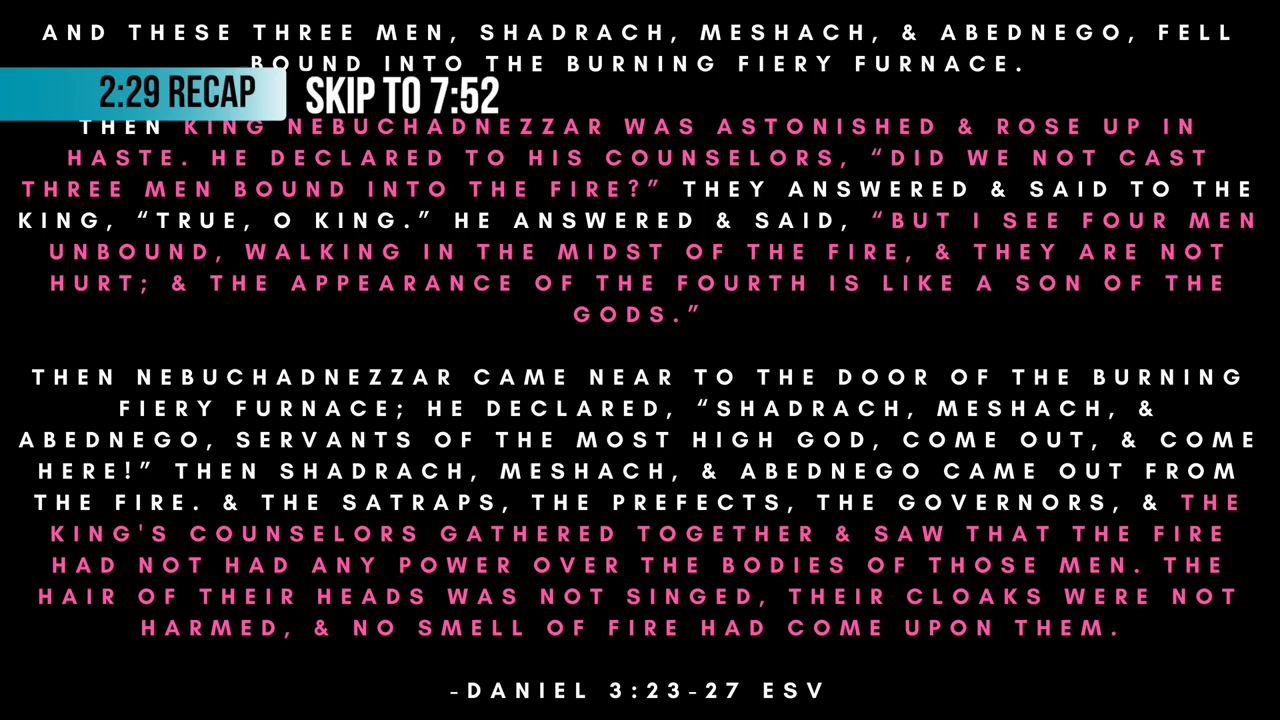 AND THESE THREE MEN, SHADRACH, MESHACH, & ABEDNEGO, FELL
BOUND INTO THE BURNING FIERY FURNACE.
2:29 RECAP SKIP TO 7:52
THEN KING NEBUCHADNEZZAR WAS ASTONISHED & ROSE UP IN
HASTE. HE DECLARED TO HIS COUNSELORS, “DID WE NOT CAST
THREE MEN BOUND INTO THE FIRE?” THEY ANSWERED & SAID TO THE
KING, “TRUE, O KING.” HE ANSWERED & SAID, “BUT I SEE FOUR MEN
UNBOUND, WALKING IN THE MIDST OF THE FIRE, & THEY ARE NOT
HURT; & THE APPEARANCE OF THE FOURTH IS LIKE A SON OF THE
GODS.”
THEN NEBUCHADNEZZAR CAME NEAR TO THE DOOR OF THE BURNING
FIERY FURNACE; HE DECLARED, “SHADRACH, MESHACH, &
ABEDNEGO, SERVANTS OF THE MOST HIGH GOD, COME OUT, & COME
HERE!” THEN SHADRACH, MESHACH, & ABEDNEGO CAME OUT FROM
THE FIRE. & THE SATRAPS, THE PREFECTS, THE GOVERNORS, & THE
KING'S COUNSELORS GATHERED TOGETHER & SAW THAT THE FIRE
HAD NOT HAD ANY POWER OVER THE BODIES OF THOSE MEN. THE
HAIR OF THEIR HEADS WAS NOT SINGED, THEIR CLOAKS WERE NOT
HARMED, & NO SMELL OF FIRE HAD COME UPON THEM.
-DANIEL 3:23-27 ESV